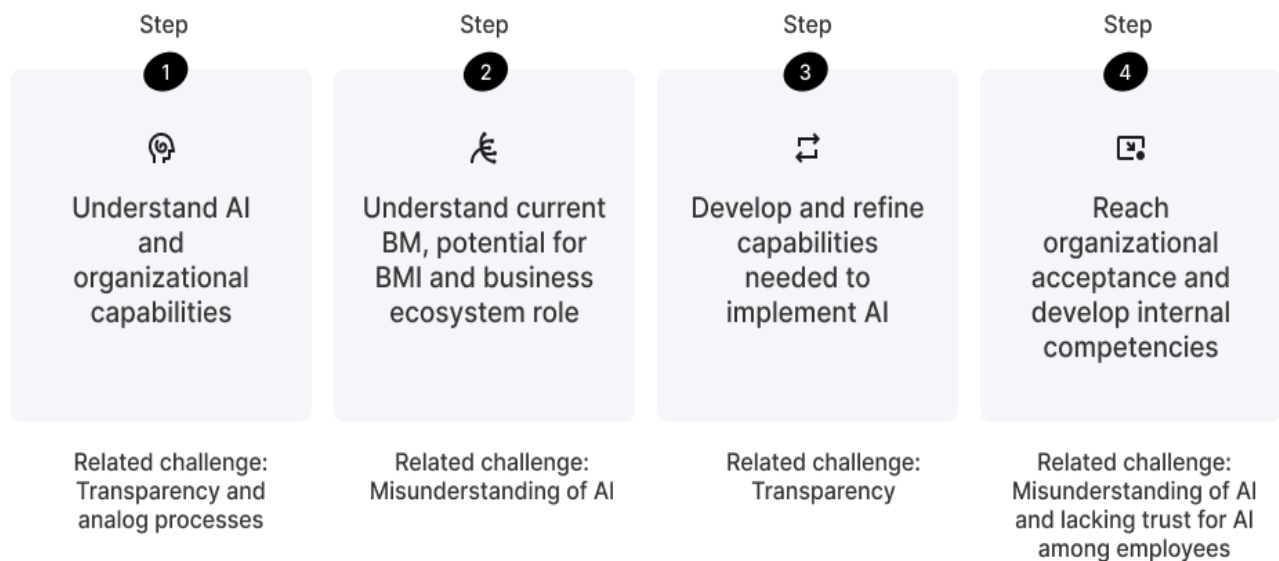 Step
1
Understand AI
and
organizational
capabilities
Related challenge:
Transparency and
analog processes
Step
2
Understand current
BM, potential for
BMI and business
ecosystem role
Related challenge:
Misunderstanding of AI
Step
3
Develop and refine
capabilities
needed to
implement AI
Related challenge:
Transparency
Step
4
Reach
organizational
acceptance and
develop internal
competencies
Related challenge:
Misunderstanding of AI
and lacking trust for AI
among employees